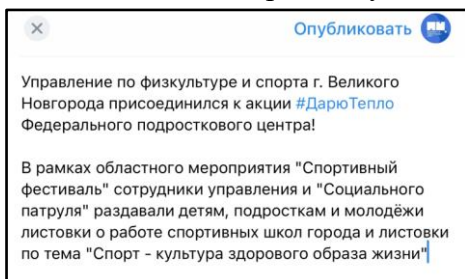 Опубликовать
Управление по физкультуре и спорта г. Великого
Новгорода присоединился к акции #ДарюТепло
Федерального подросткового центра!
В рамках областного мероприятия "Спортивный
фестиваль" сотрудники управления и "Социального
патруля" раздавали детям, подросткам и молодёжи
листовки о работе спортивных школ города и листовки
по тема "Спорт - культура здорового образа жизни"